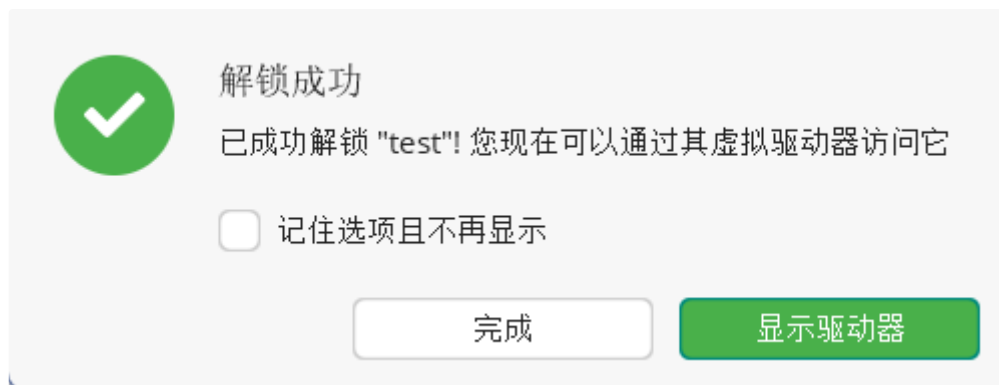 解锁成功
已成功解锁 "test"! 您现在可以通过其虚拟驱动器访问它
记住选项且不再显示
完成
显示驱动器